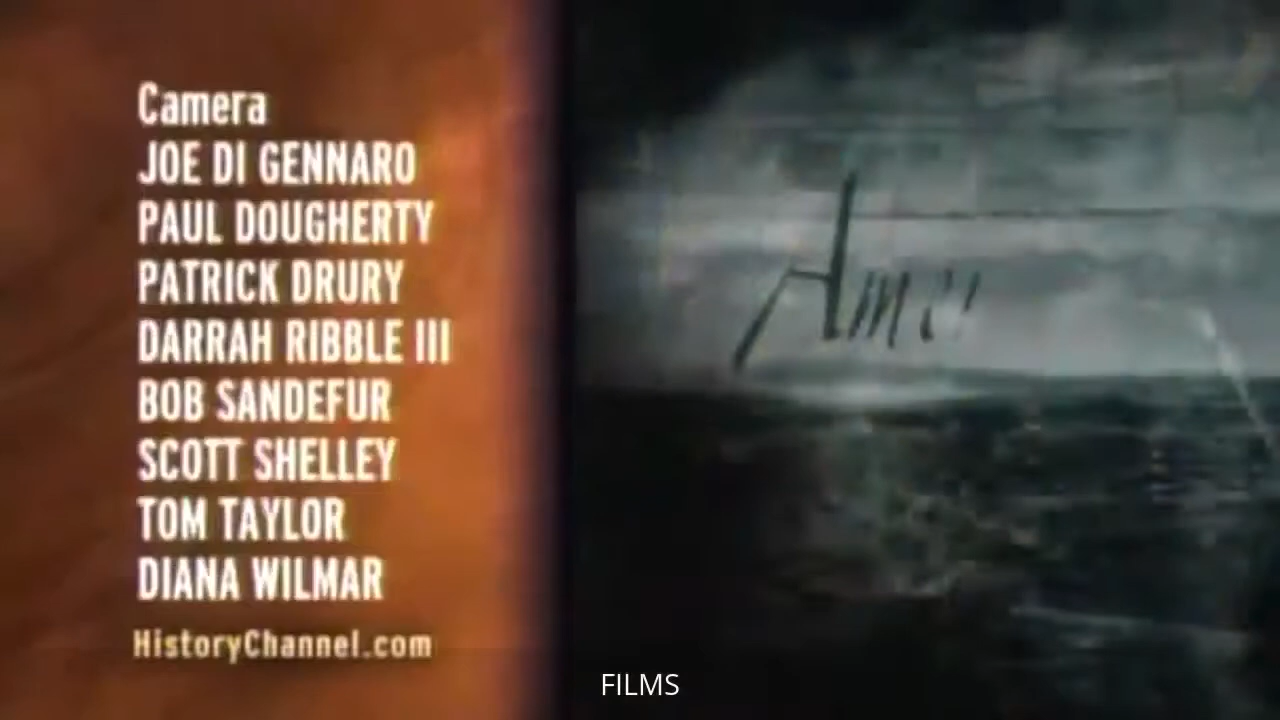 Camera
JOE DI GENNARO
PAUL DOUGHERTY
PATRICK DRURY
DARRAH RIBBLE III
BOB SANDEFUR
SCOTT SHELLEY
TOM TAYLOR
DIANA WILMAR
HistoryChannel.com
FILMS